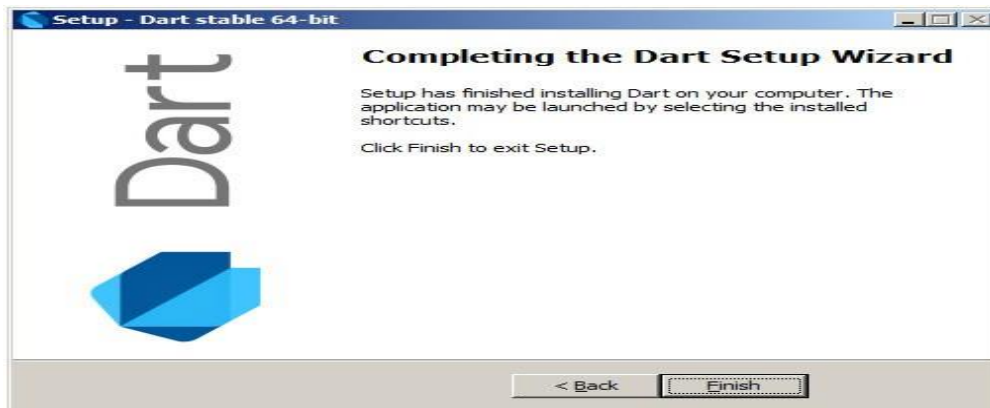 Setup - Dart stable 64-bit
Dart
Completing the Dart Setup Wizard
Setup has finished installing Dart on your computer. The
application may be launched by selecting the installed
shortcuts.
Click Finish to exit Setup.
< Back
Finish